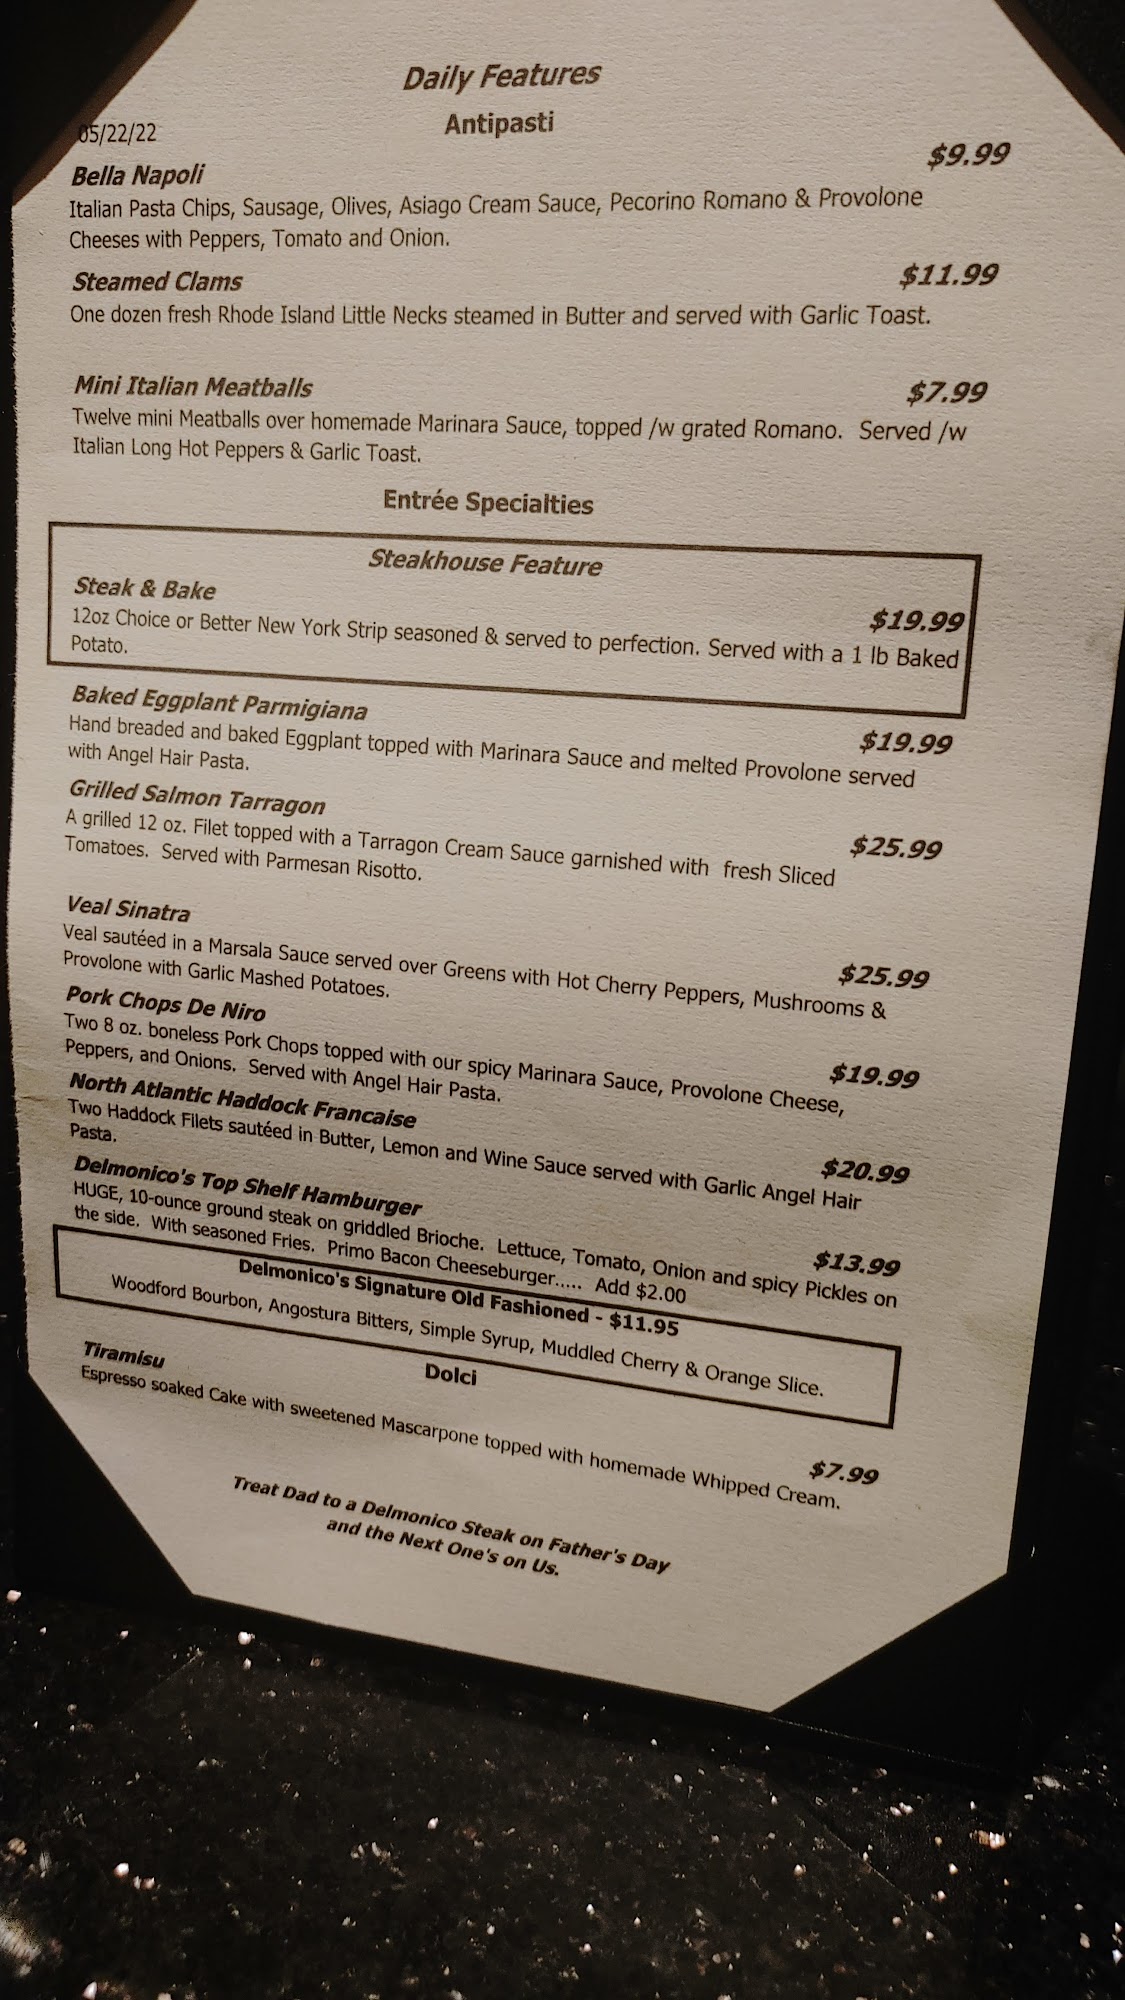 Daily Features
05/22/22
Antipasti
Bella Napoli $9.99
Italian Pasta Chips, Sausage, Olives, Asiago Cream Sauce, Pecorino Romano & Provolone
Cheeses with Peppers, Tomato and Onion.
Steamed Clams $11.99
One dozen fresh Rhode Island Little Necks steamed in Butter and served with Garlic Toast.
Mini Italian Meatballs $7.99
Twelve mini Meatballs over homemade Marinara Sauce, topped /w grated Romano.  Served /w
Italian Long Hot Peppers & Garlic Toast.
Entrée Specialties
Steakhouse Feature
Steak & Bake $19.99
12oz Choice or Better New York Strip seasoned & served to perfection. Served with a 1 lb Baked
Potato.
Baked Eggplant Parmigiana $19.99
Hand breaded and baked Eggplant topped with Marinara Sauce and melted Provolone served
with Angel Hair Pasta.
Grilled Salmon Tarragon $25.99
A grilled 12 oz. Filet topped with a Tarragon Cream Sauce garnished with  fresh Sliced
Tomatoes.  Served with Parmesan Risotto.
Veal Sinatra $25.99
Veal sautéed in a Marsala Sauce served over Greens with Hot Cherry Peppers, Mushrooms &
Provolone with Garlic Mashed Potatoes.
Pork Chops De Niro $19.99
Two 8 oz. boneless Pork Chops topped with our spicy Marinara Sauce, Provolone Cheese,
Peppers, and Onions.  Served with Angel Hair Pasta.
North Atlantic Haddock Francaise $20.99
Two Haddock Filets sautéed in Butter, Lemon and Wine Sauce served with Garlic Angel Hair
Pasta.
Delmonico's Top Shelf Hamburger $13.99
HUGE, 10-ounce ground steak on griddled Brioche.  Lettuce, Tomato, Onion and spicy Pickles on
the side.  With seasoned Fries.  Primo Bacon Cheeseburger.....  Add $2.00
Delmonico's Signature Old Fashioned - $11.95
Woodford Bourbon, Angostura Bitters, Simple Syrup, Muddled Cherry & Orange Slice.
Dolci
Tiramisu $7.99
Espresso soaked Cake with sweetened Mascarpone topped with homemade Whipped Cream.
Treat Dad to a Delmonico Steak on Father's Day
and the Next One's on Us.